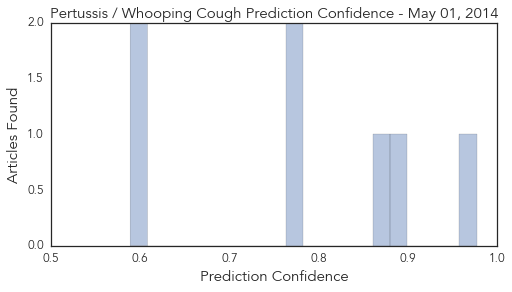 Pertussis / Whooping Cough Prediction Confidence - May 01, 2014
2.0
1.5
1.0
0.5
0.0
Articles Found
0.5 0.6 0.7 0.8 0.9 1.0
Prediction Confidence